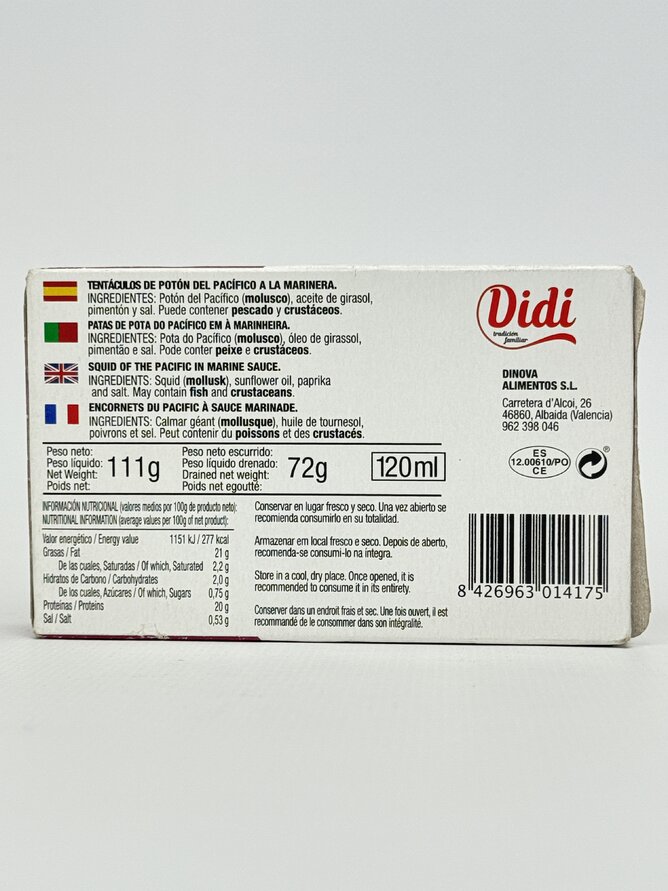 TENTÁCULOS DE POTÓN DEL PACÍFICO A LA MARINERA.
INGREDIENTES: Potón del Pacífico (molusco), aceite de girasol,
pimentón y sal. Puede contener pescado y crustáceos.
PATAS DE POTA DO PACÍFICO EM À MARINHEIRA.
INGREDIENTES: Pota do Pacífico (molusco), óleo de girassol,
pimentão e sal. Pode conter peixe e crustáceos.
SQUID OF THE PACIFIC IN MARINE SAUCE.
INGREDIENTS: Squid (mollusk), sunflower oil, paprika
and salt. May contain fish and crustaceans.
ENCORNETS DU PACIFIC À SAUCE MARINADE.
INGREDIENTS: Calmar géant (mollusque), huile de tournesol,
poivrons et sel. Peut contenir du poissons et des crustacés.
Peso neto:
Peso líquido:
Net Weight:
Poids net:
111g
Peso neto escurrido:
Peso líquido drenado:
Drained net weight:
Poids net egoutté:
72g
120ml
INFORMACIÓN NUTRICIONAL (valores medios por 100g de producto neto):
NUTRITIONAL INFORMATION (average values per 100g of net product):
Valor energético / Energy value 1151 kJ / 277 kcal
Grasas / Fat 21 g
De las cuales, Saturadas / Of which, Saturated 2,2 g
Hidratos de Carbono / Carbohydrates 2,0 g
De los cuales, Azúcares / Of which, Sugars 0,75 g
Proteinas / Proteins 20 g
Sal / Salt 0,53 g
Conservar en lugar fresco y seco. Una vez abierto se
recomienda consumirlo en su totalidad.
Armazenar em local fresco e seco. Depois de aberto,
recomenda-se consumi-lo na íntegra.
Store in a cool, dry place. Once opened, it is
recommended to consume it in its entirety.
Conserver dans un endroit frais et sec. Une fois ouvert, il est
recommandé de le consommer dans son intégralité.
Didi
tradición
familiar
DINOVA
ALIMENTOS S.L.
Carretera d'Alcoi, 26
46860, Albaida (Valencia)
962 398 046
ES
12.00610/PO
CE
®
8 426963 014175